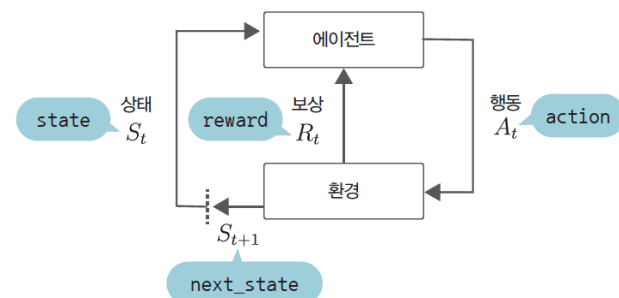 에이전트
상태
state
S_t
보상
reward
R_t
행동
action
A_t
환경
S_{t+1}
next_state